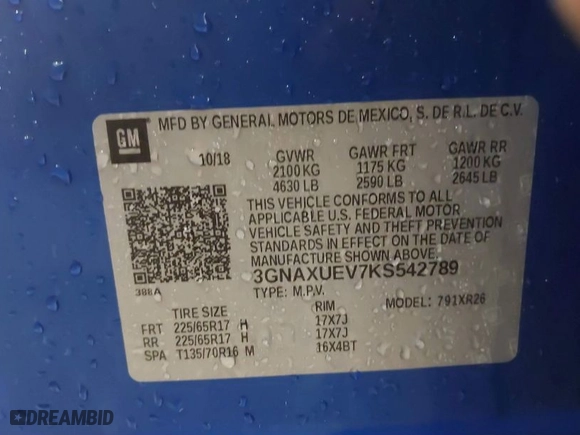 GM
MFD BY GENERAL MOTORS DE MEXICO, S. DE R.L. DE C.V.
10/18 GVWR GAWR FRT GAWR RR
2100 KG 1175 KG 1200 KG
4630 LB 2590 LB 2645 LB
THIS VEHICLE CONFORMS TO ALL
APPLICABLE U.S. FEDERAL MOTOR
VEHICLE SAFETY AND THEFT PREVENTION
STANDARDS IN EFFECT ON THE DATE OF
MANUFACTURE SHOWN ABOVE.
3GNAXUEV7KS542789
388A TYPE: M.P.V. MODEL: 791XR26
TIRE SIZE RIM
FRT 225/65R17 H 17X7J
RR 225/65R17 H 17X7J
SPA T135/70R16 M 16X4BT
DREAMBID